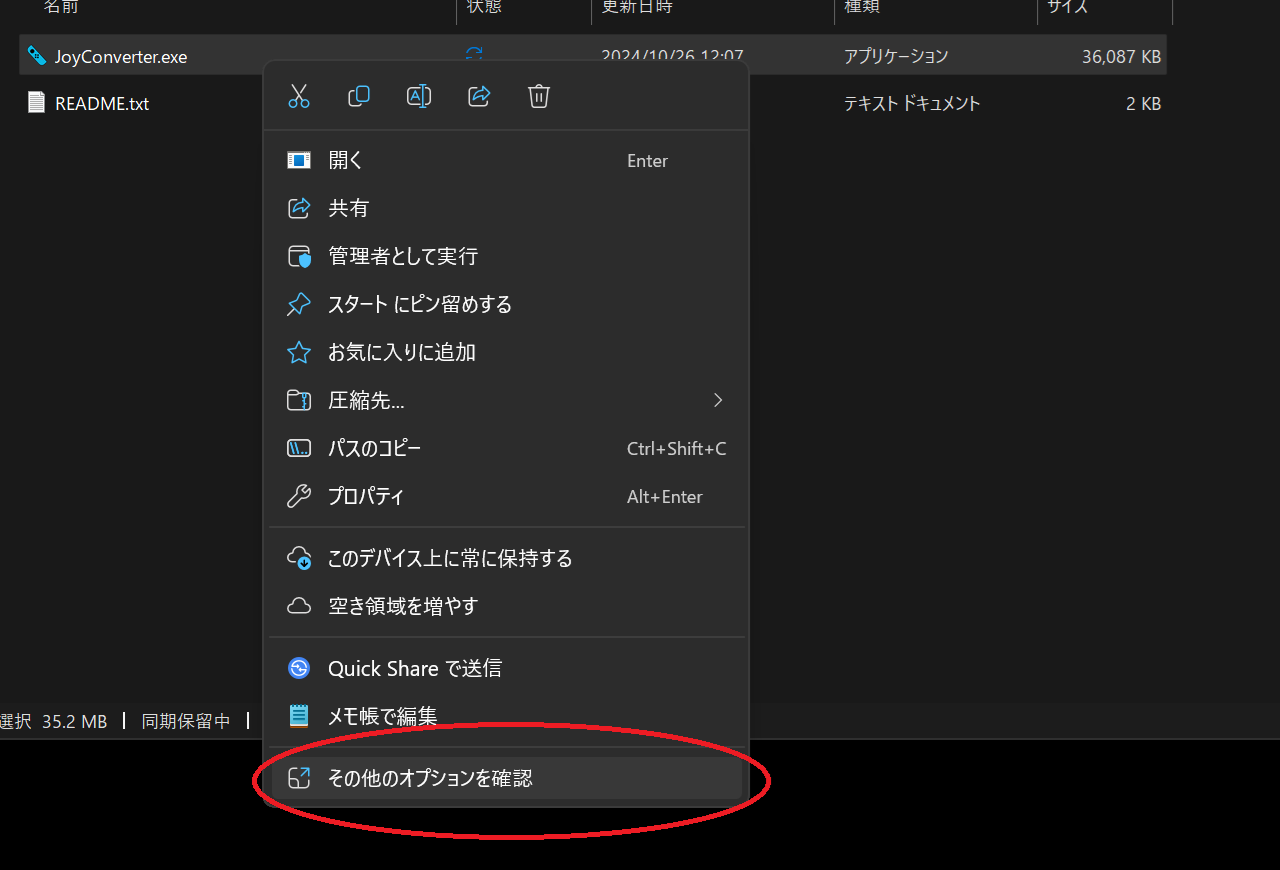 名前 状態 更新日時 種類 サイズ
JoyConverter.exe 2024/10/26 12:07 アプリケーション 36,087 KB
README.txt テキスト ドキュメント 2 KB
開く Enter
共有
管理者として実行
スタート にピン留めする
お気に入りに追加
圧縮先...
パスのコピー Ctrl+Shift+C
プロパティ Alt+Enter
このデバイス上に常に保持する
空き領域を増やす
Quick Share で送信
メモ帳で編集
選択 35.2 MB 同期保留中
その他のオプションを確認